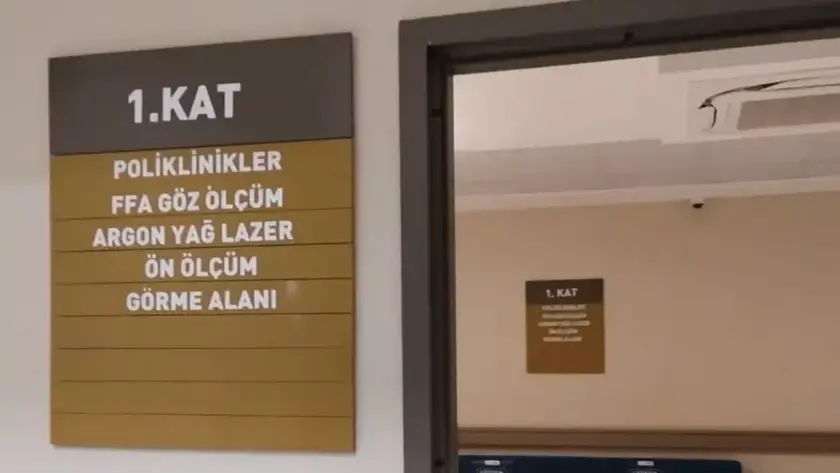 1.KAT
POLİKLİNİKLER
FFA GÖZ ÖLÇÜM
ARGON YAĞ LAZER
ÖN ÖLÇÜM
GÖRME ALANI
1. KAT